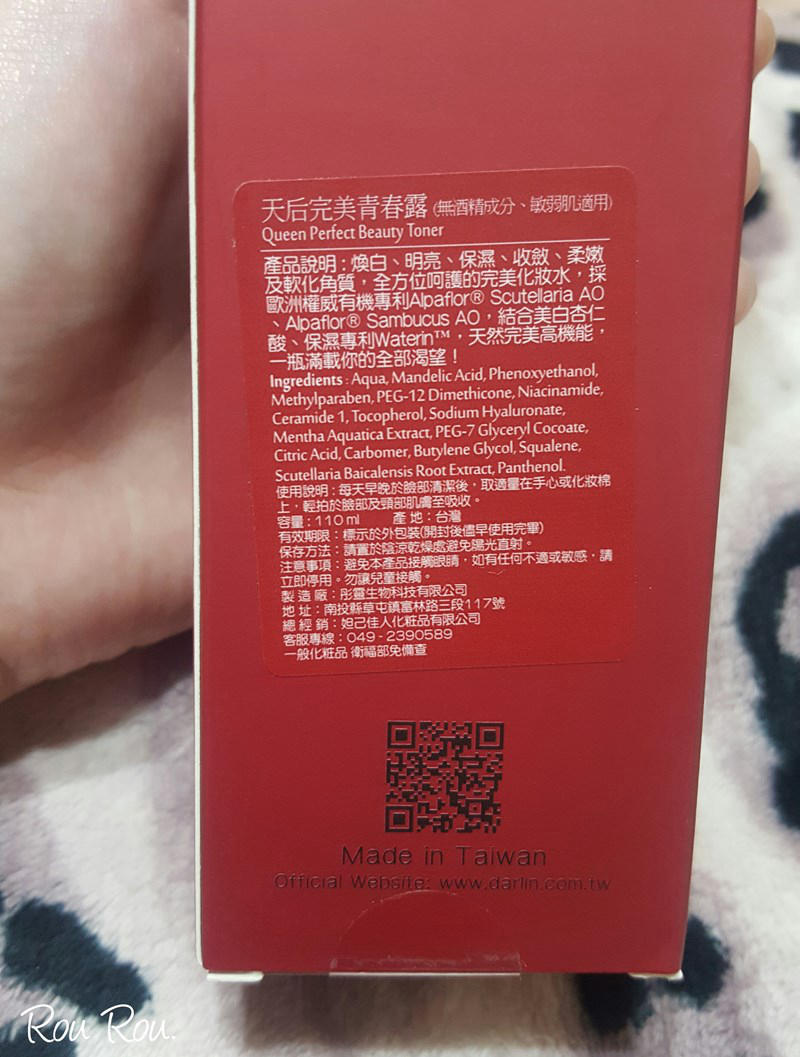 天后完美青春露(無酒精成分、敏弱肌適用)
Queen Perfect Beauty Toner
產品說明:煥白、明亮、保濕、收斂、柔嫩
及軟化角質,全方位呵護的完美化妝水,採
歐洲權威有機專利Alpaflor® Scutellaria AO
、Alpaflor® Sambucus AO,結合美白杏仁
酸、保濕專利Waterin™,天然完美高機能,
一瓶滿載你的全部渴望!
Ingredients : Aqua, Mandelic Acid, Phenoxyethanol,
Methylparaben, PEG-12 Dimethicone, Niacinamide,
Ceramide 1, Tocopherol, Sodium Hyaluronate,
Mentha Aquatica Extract, PEG-7 Glyceryl Cocoate,
Citric Acid, Carbomer, Butylene Glycol, Squalene,
Scutellaria Baicalensis Root Extract, Panthenol.
使用說明:每天早晚於臉部清潔後,取適量在手心或化妝棉
上,輕拍於臉部及頸部肌膚至吸收。
容量:110 ml 產 地:台灣
有效期限:標示於外包裝(開封後儘早使用完畢)
保存方法:請置於陰涼乾燥處避免陽光直射。
注意事項:避免本產品接觸眼睛,如有任何不適或敏感,請
立即停用。勿讓兒童接觸。
製 造 廠:彤靈生物科技有限公司
地 址:南投縣草屯鎮富林路三段117號
總 經 銷:妲己佳人化粧品有限公司
客服專線:049-2390589
一般化粧品 衛福部免備查
Made in Taiwan
Official Website: www.darlin.com.tw
Rou Rou.